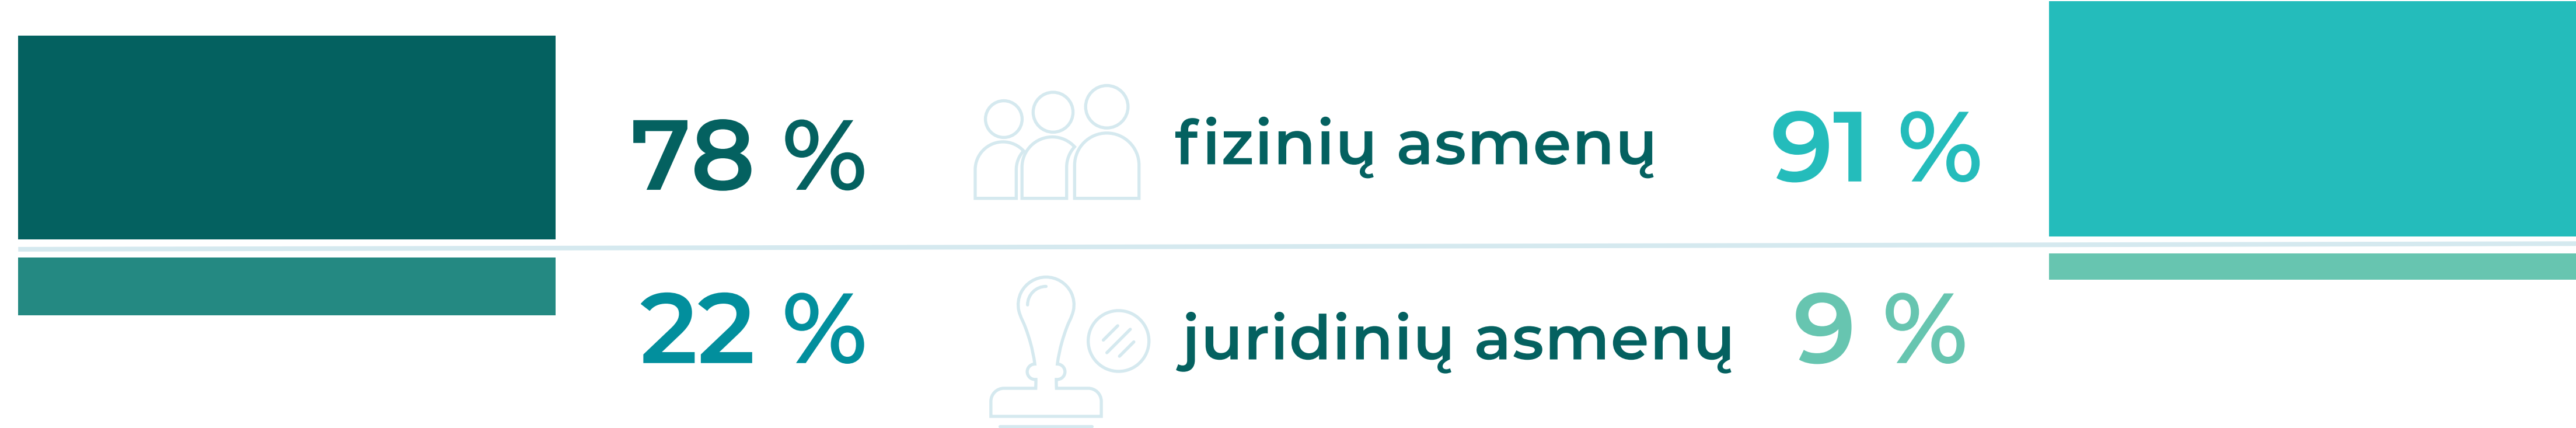 78 % fizinių asmenų 91 %
22 % juridinių asmenų 9 %